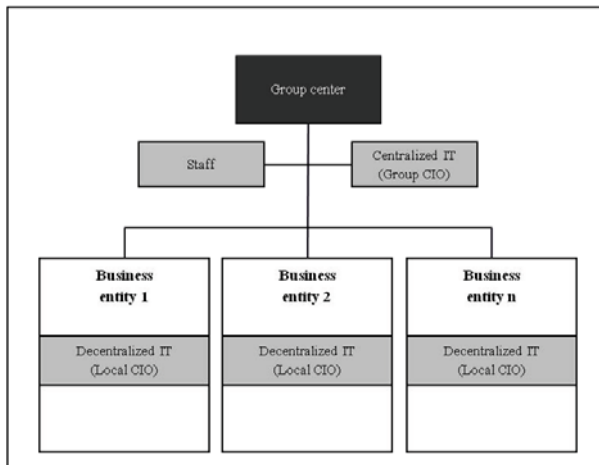 Group center
Staff
Centralized IT
(Group CIO)
Business
entity 1
Business
entity 2
Business
entity n
Decentralized IT
(Local CIO)
Decentralized IT
(Local CIO)
Decentralized IT
(Local CIO)